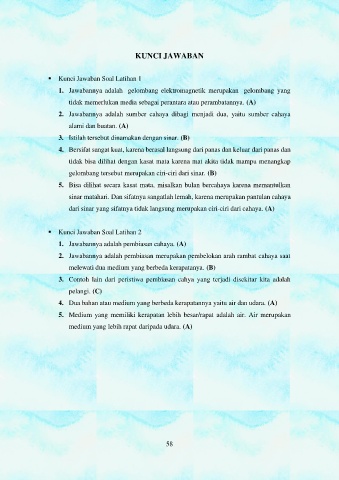 KUNCI JAWABAN
▪ Kunci Jawaban Soal Latihan 1
1. Jawabannya adalah gelombang elektromagnetik merupakan gelombang yang
tidak memerlukan media sebagai perantara atau perambatannya. (A)
2. Jawabannya adalah sumber cahaya dibagi menjadi dua, yaitu sumber cahaya
alami dan buatan. (A)
3. Istilah tersebut dinamakan dengan sinar. (B)
4. Bersifat sangat kuat, karena berasal langsung dari panas dan keluar dari panas dan
tidak bisa dilihat dengan kasat mata karena mat akita tidak mampu menangkap
gelombang tersebut merupakan ciri-ciri dari sinar. (B)
5. Bisa dilihat secara kasat mata, misalkan bulan bercahaya karena memantulkan
sinar matahari. Dan sifatnya sangatlah lemah, karena merupakan pantulan cahaya
dari sinar yang sifatnya tidak langsung merupakan ciri-ciri dari cahaya. (A)
▪ Kunci Jawaban Soal Latihan 2
1. Jawabannya adalah pembiasan cahaya. (A)
2. Jawabannya adalah pembiasan merupakan pembelokan arah rambat cahaya saat
melewati dua medium yang berbeda kerapatannya. (B)
3. Contoh lain dari peristiwa pembiasan cahya yang terjadi disekitar kita adalah
pelangi. (C)
4. Dua bahan atau medium yang berbeda kerapatannya yaitu air dan udara. (A)
5. Medium yang memiliki kerapatan lebih besar/rapat adalah air. Air merupakan
medium yang lebih rapat daripada udara. (A)
58